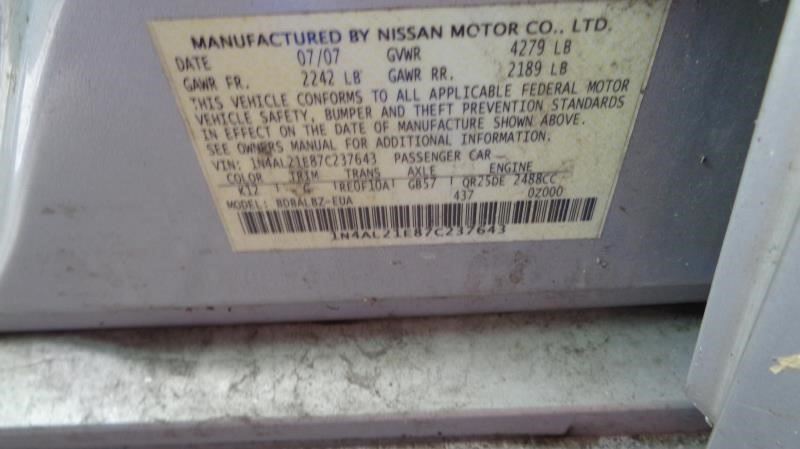 MANUFACTURED BY NISSAN MOTOR CO., LTD.
DATE 07/07 GVWR 4279 LB
GAWR FR. 2242 LB GAWR RR. 2189 LB
THIS VEHICLE CONFORMS TO ALL APPLICABLE FEDERAL MOTOR
VEHICLE SAFETY, BUMPER AND THEFT PREVENTION STANDARDS
IN EFFECT ON THE DATE OF MANUFACTURE SHOWN ABOVE.
SEE OWNERS MANUAL FOR ADDITIONAL INFORMATION.
VIN: 1N4AL21E87C237643 PASSENGER CAR
COLOR TRIM TRANS AXLE ENGINE
K12 G RE0F10A GB57 QR25DE 2488CC
MODEL: BDBALBZ-EUA 437 0Z000
1N4AL21E87C237643